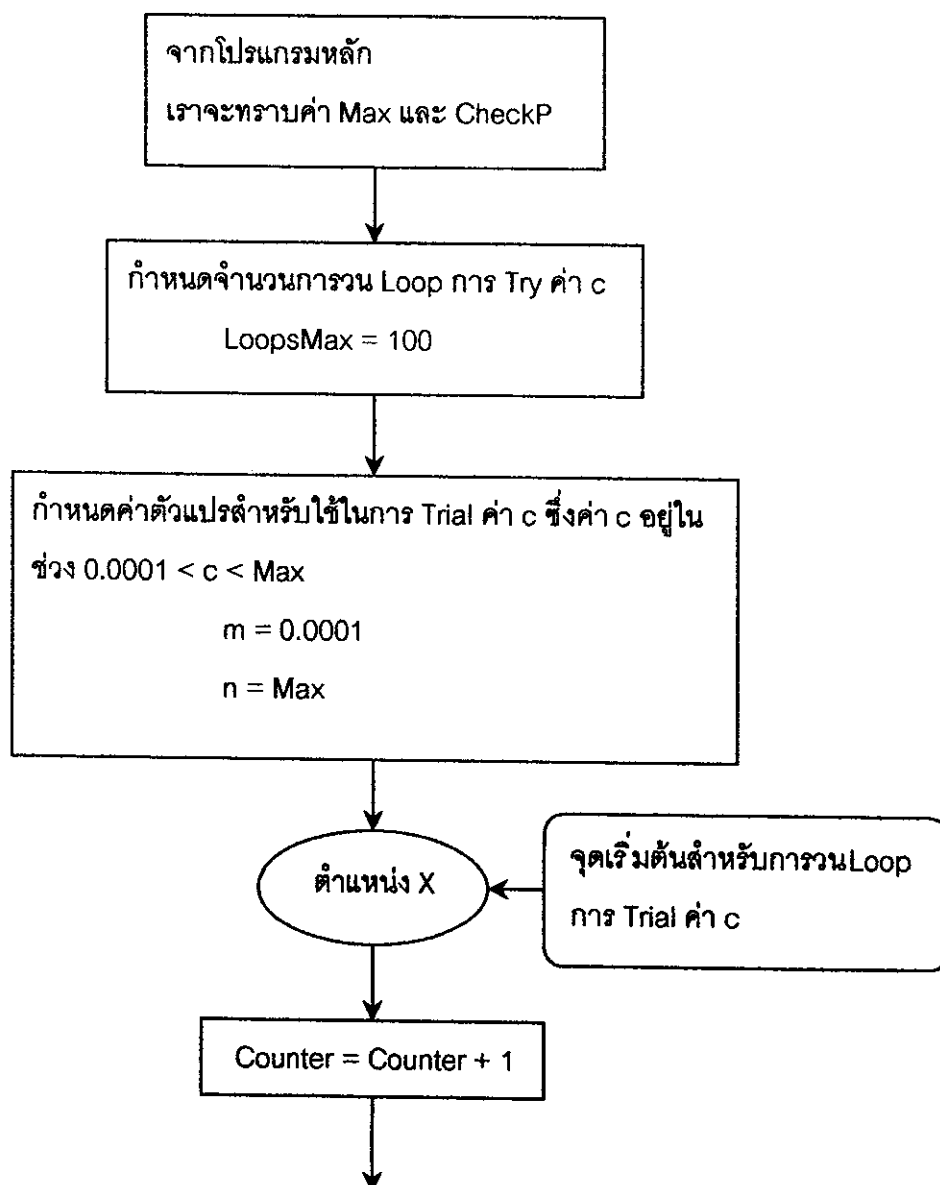 จากโปรแกรมหลัก
เราจะทราบค่า Max และ CheckP
กำหนดจำนวนการวน Loop การ Try ค่า c
LoopsMax = 100
กำหนดค่าตัวแปรสำหรับใช้ในการ Trial ค่า c ซึ่งค่า c อยู่ใน
ช่วง 0.0001 < c < Max
m = 0.0001
n = Max
ตำแหน่ง X
จุดเริ่มต้นสำหรับการวนLoop
การ Trial ค่า c
Counter = Counter + 1